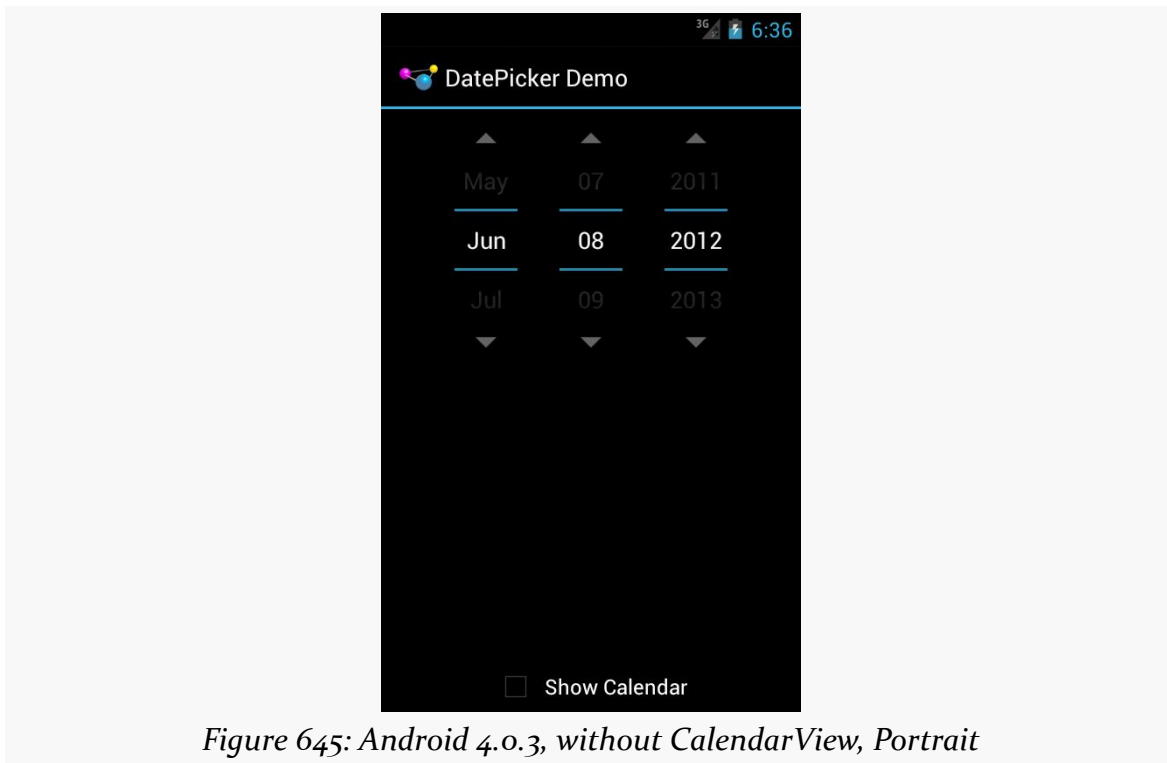 3G 6:36
DatePicker Demo
May 07 2011
Jun 08 2012
Jul 09 2013
Show Calendar
Figure 645: Android 4.0.3, without CalendarView, Portrait